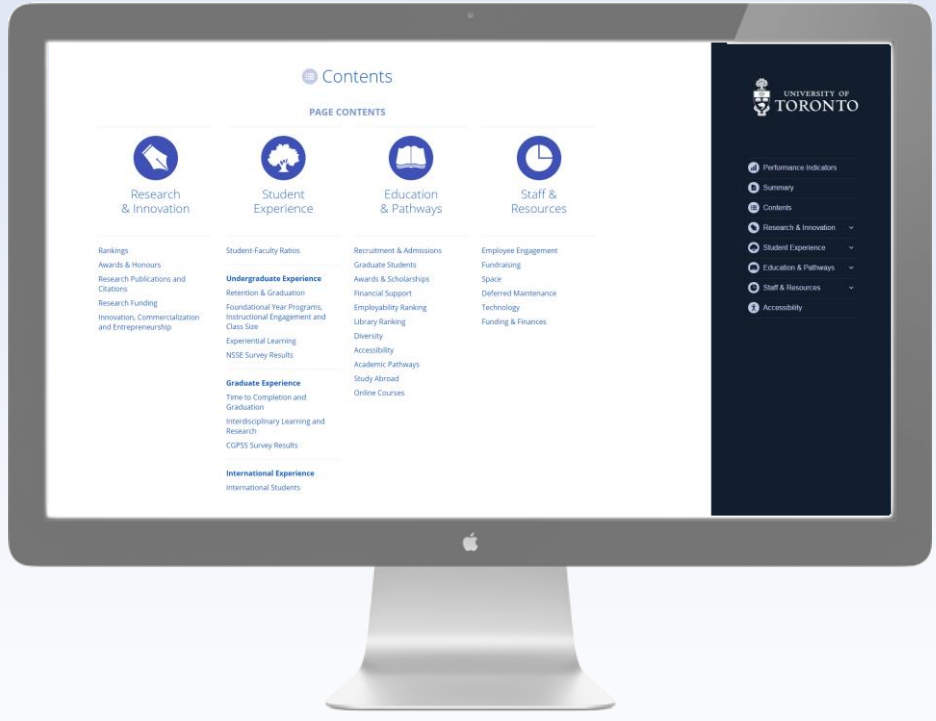 Contents
PAGE CONTENTS
Research
& Innovation
Rankings
Awards & Honours
Research Publications and
Citations
Research Funding
Innovation, Commercialization
and Entrepreneurship
Student
Experience
Student-Faculty Ratios
Undergraduate Experience
Retention & Graduation
Foundational Year Programs,
Instructional Engagement and
Class Size
Experiential Learning
NSSE Survey Results
Graduate Experience
Time to Completion and
Graduation
Interdisciplinary Learning and
Research
CGPSS Survey Results
International Experience
International Students
Education
& Pathways
Recruitment & Admissions
Graduate Students
Awards & Scholarships
Financial Support
Employability Ranking
Library Ranking
Diversity
Accessibility
Academic Pathways
Study Abroad
Online Courses
Staff &
Resources
Employee Engagement
Fundraising
Space
Deferred Maintenance
Technology
Funding & Finances
UNIVERSITY OF
TORONTO
Performance Indicators
Summary
Contents
Research & Innovation
Student Experience
Education & Pathways
Staff & Resources
Accessibility